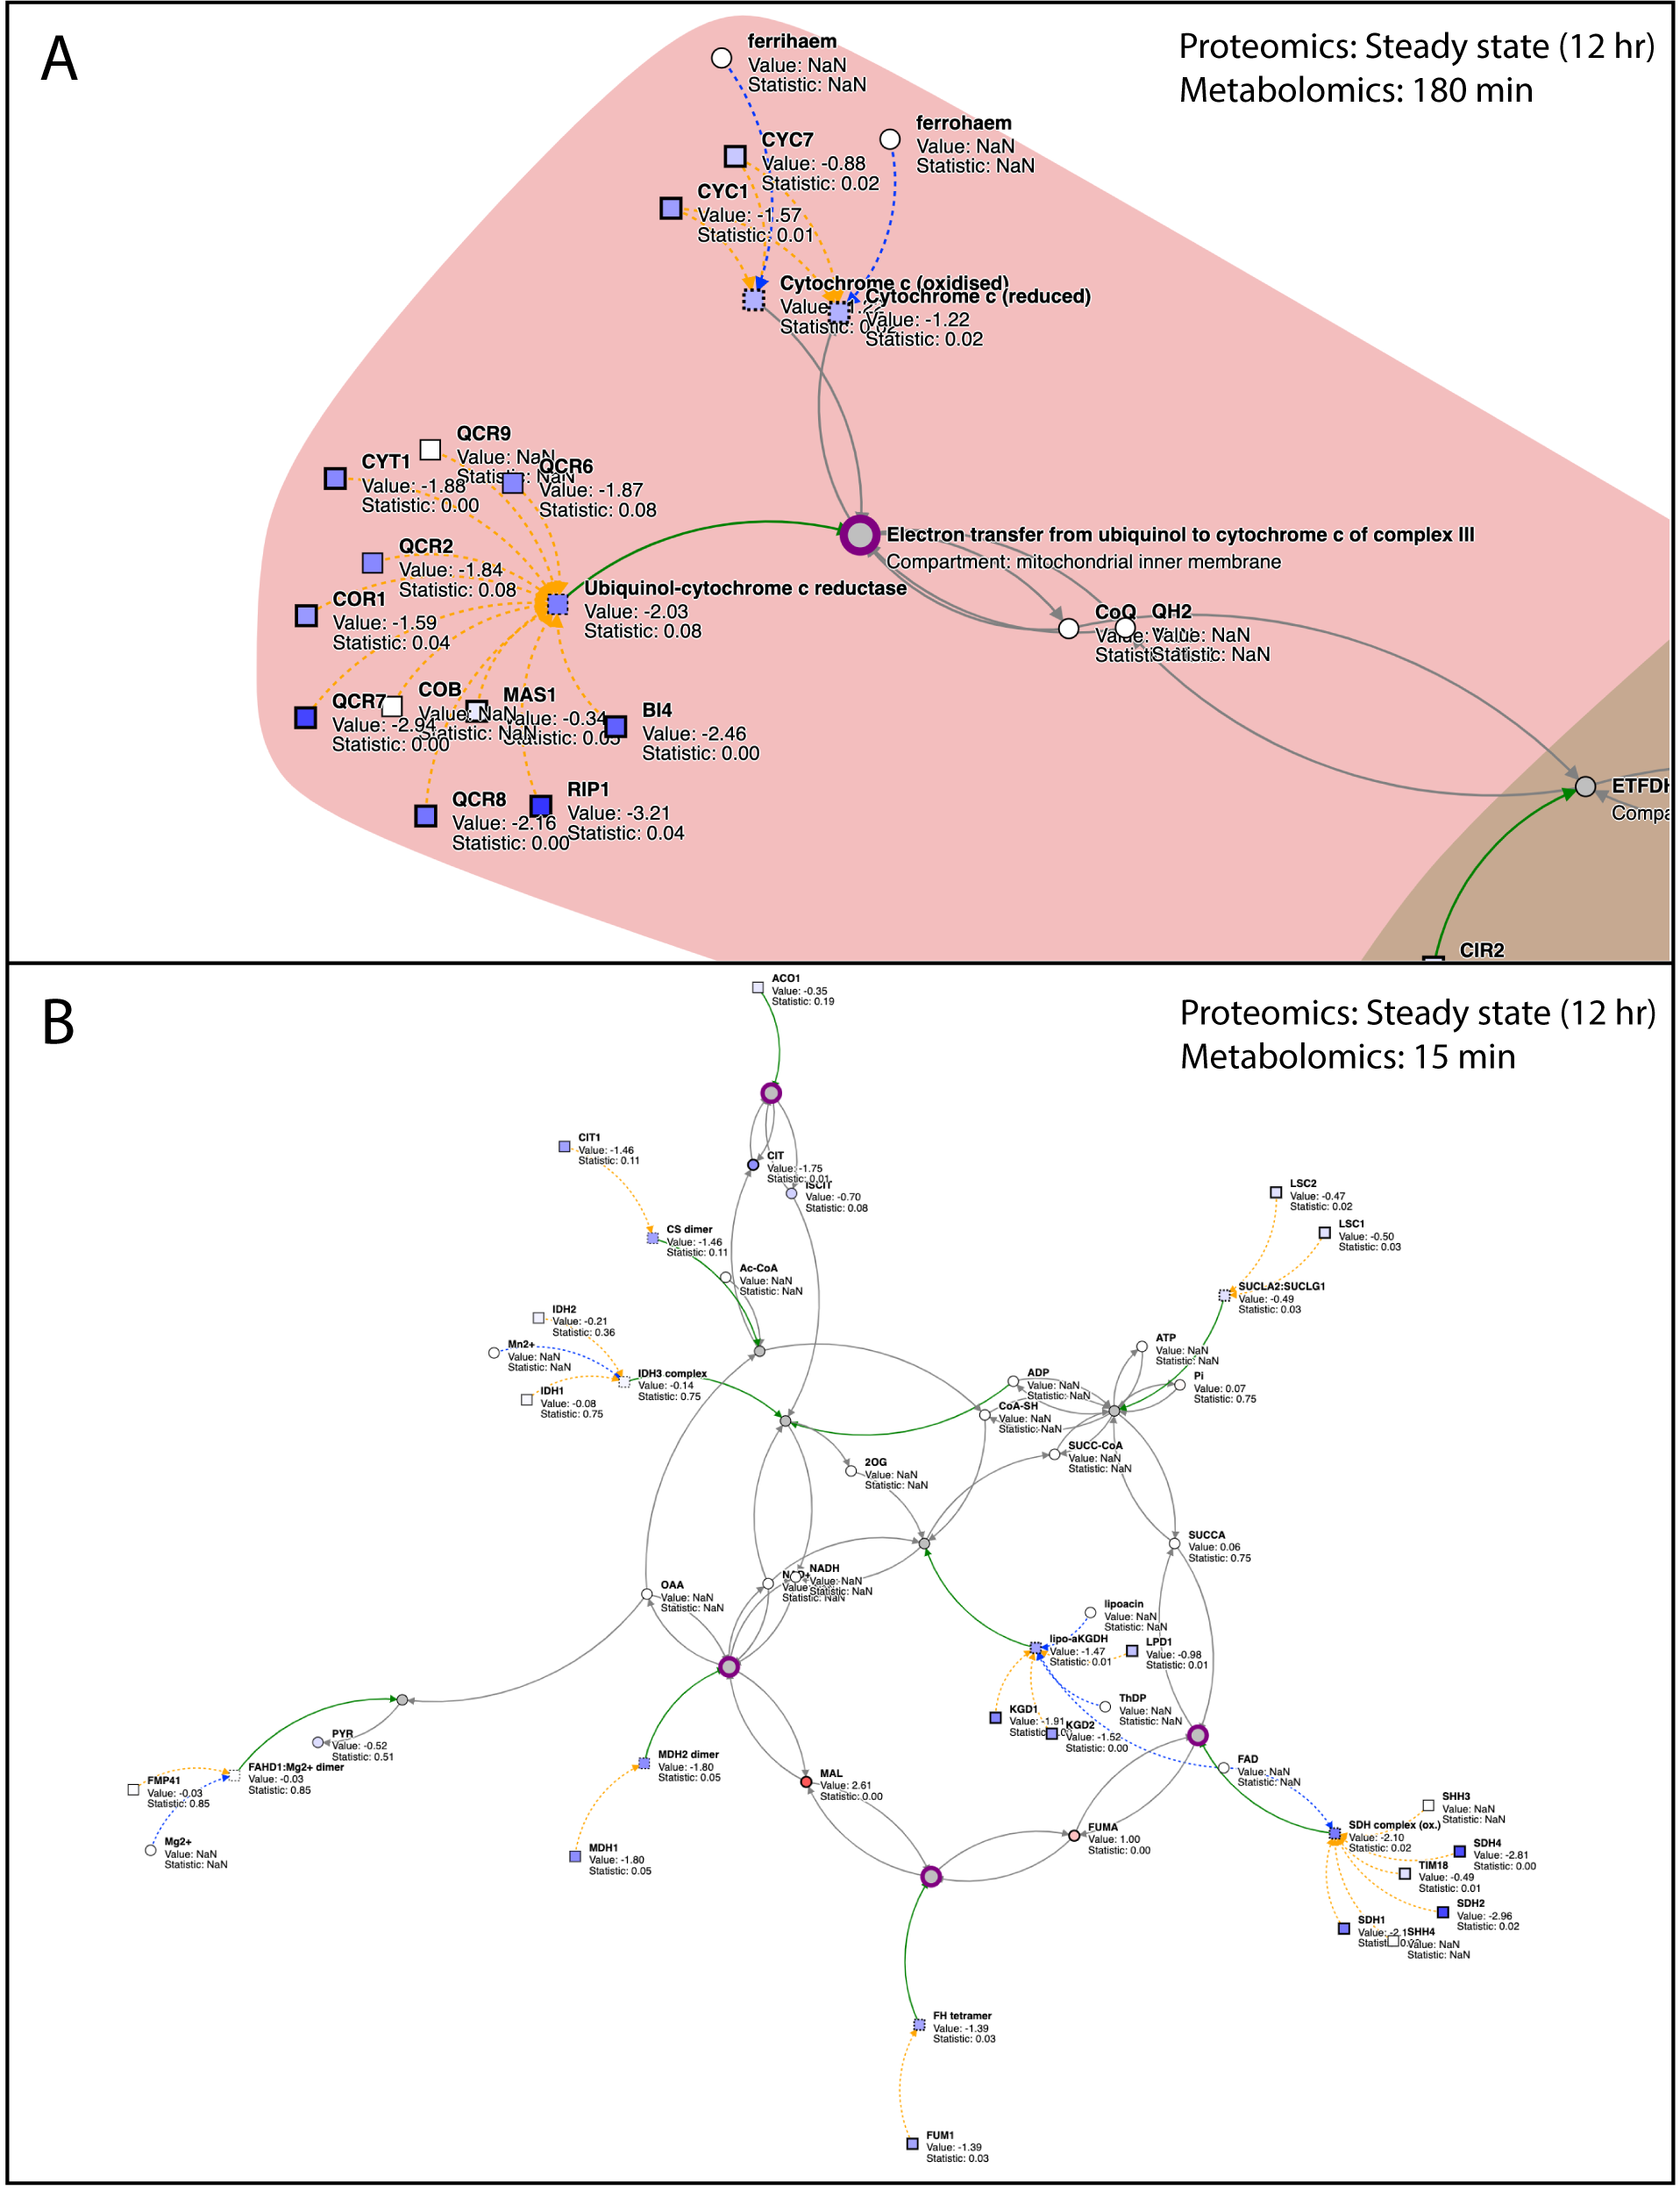 A
Proteomics: Steady state (12 hr)
Metabolomics: 180 min
ferrihaem
Value: NaN
Statistic: NaN
ferrohaem
Value: NaN
Statistic: NaN
CYC7
Value: -0.88
Statistic: 0.02
CYC1
Value: -1.57
Statistic: 0.01
Cytochrome c (oxidised)
Value:
Statistic:
Cytochrome c (reduced)
Value: -1.22
Statistic: 0.02
QCR9
Value: NaN
Statistic: NaN
CYT1
Value: -1.88
Statistic: 0.00
QCR6
Value: -1.87
Statistic: 0.08
QCR2
Value: -1.84
Statistic: 0.08
COR1
Value: -1.59
Statistic: 0.04
Electron transfer from ubiquinol to cytochrome c of complex III
Compartment: mitochondrial inner membrane
Ubiquinol-cytochrome c reductase
Value: -2.03
Statistic: 0.08
CoQ
Value:
QH2
Value: NaN
Statistic: NaN
QCR7
Value: -2.94
Statistic: 0.00
COB
Value: NaN
Statistic: NaN
MAS1
Value: -0.34
Statistic:
BI4
Value: -2.46
Statistic: 0.00
QCR8
Value: -2.16
Statistic: 0.00
RIP1
Value: -3.21
Statistic: 0.04
ETFDH
Compa
CIR2
B
Proteomics: Steady state (12 hr)
Metabolomics: 15 min
ACO1
Value: -0.35
Statistic: 0.19
CIT1
Value: -1.46
Statistic: 0.11
CIT
Value: -1.75
Statistic: 0.01
ISCIT
Value: -0.70
Statistic: 0.08
LSC2
Value: -0.47
Statistic: 0.02
LSC1
Value: -0.50
Statistic: 0.03
CS dimer
Value: -1.46
Statistic: 0.11
Ac-CoA
Value: NaN
Statistic: NaN
SUCLA2:SUCLG1
Value: -0.49
Statistic: 0.03
IDH2
Value: -0.21
Statistic: 0.36
Mn2+
Value: NaN
Statistic: NaN
IDH3 complex
Value: -0.14
Statistic: 0.75
IDH1
Value: -0.08
Statistic: 0.75
ATP
Value: NaN
Statistic: NaN
ADP
Value: NaN
Statistic: NaN
Pi
Value: 0.07
Statistic: 0.75
CoA-SH
Value: NaN
Statistic: NaN
SUCC-CoA
Value: NaN
Statistic: NaN
2OG
Value: NaN
Statistic: NaN
SUCCA
Value: 0.06
Statistic: 0.75
NAD+
Statistic: NaN
NADH
Value: NaN
Statistic: NaN
OAA
Value: NaN
Statistic: NaN
lipoacin
Value: NaN
Statistic: NaN
lipo-aKGDH
Value: -1.47
Statistic: 0.01
LPD1
Value: -0.98
Statistic: 0.01
KGD1
Value: -1.91
KGD2
Value: -1.52
Statistic: 0.00
ThDP
Value: NaN
Statistic: NaN
PYR
Value: -0.52
Statistic: 0.51
FAHD1:Mg2+ dimer
Value: -0.03
Statistic: 0.85
FMP41
Value: -0.03
Statistic: 0.85
Mg2+
Value: NaN
Statistic: NaN
MDH2 dimer
Value: -1.80
Statistic: 0.05
MDH1
Value: -1.80
Statistic: 0.05
MAL
Value: 2.61
Statistic: 0.00
FAD
Value: NaN
Statistic: NaN
FUMA
Value: 1.00
Statistic: 0.00
SHH3
Value: NaN
Statistic: NaN
SDH complex (ox.)
Value: -2.10
Statistic: 0.02
SDH4
Value: -2.81
Statistic: 0.00
TIM18
Value: -0.49
Statistic: 0.01
SDH2
Value: -2.96
Statistic: 0.02
SDH1
SHH4
Value: NaN
Statistic: NaN
FH tetramer
Value: -1.39
Statistic: 0.03
FUM1
Value: -1.39
Statistic: 0.03